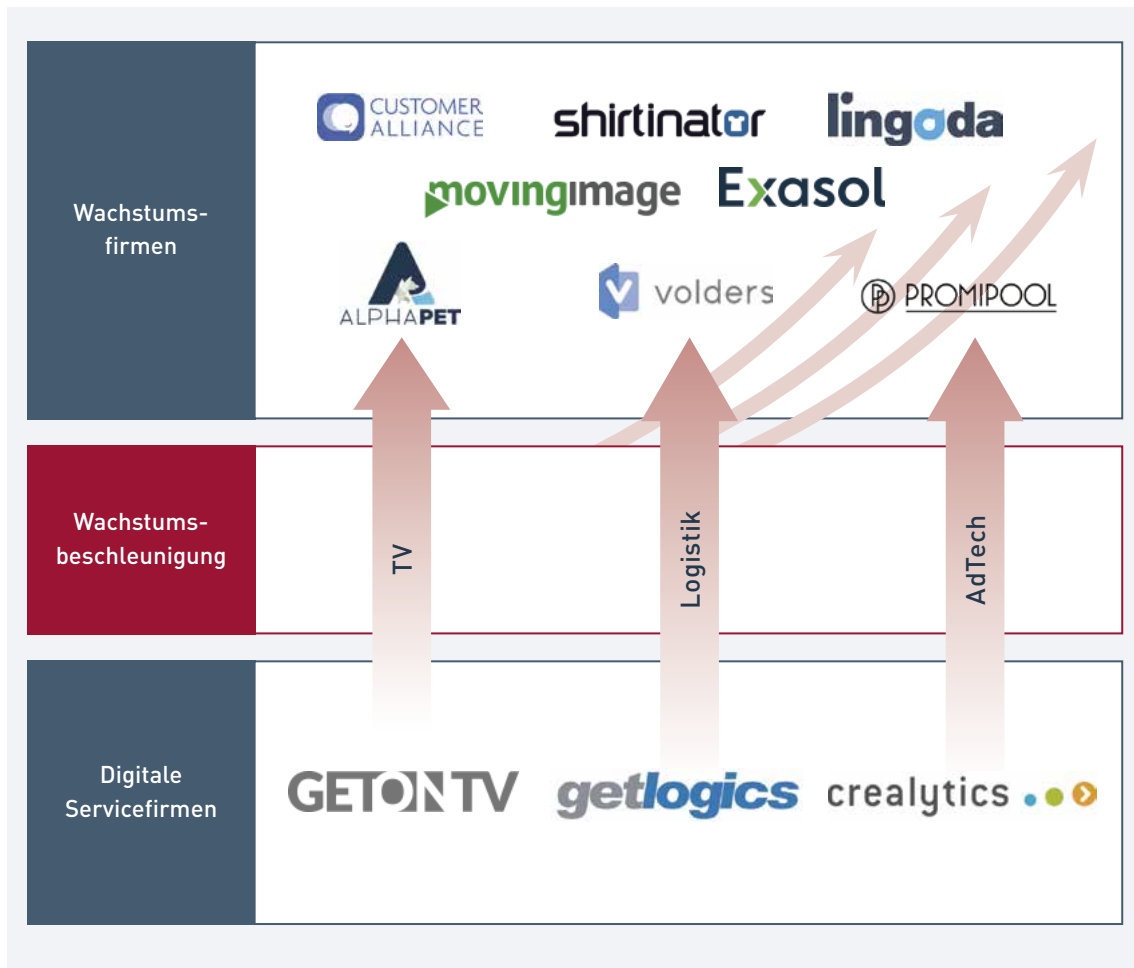 Wachstums-
firmen
CUSTOMER
ALLIANCE
shirtinator
lingoda
movingimage
Exasol
ALPHAPET
volders
PROMIPOOL
Wachstums-
beschleunigung
TV
Logistik
AdTech
Digitale
Servicefirmen
GETONTV
getlogics
crealytics